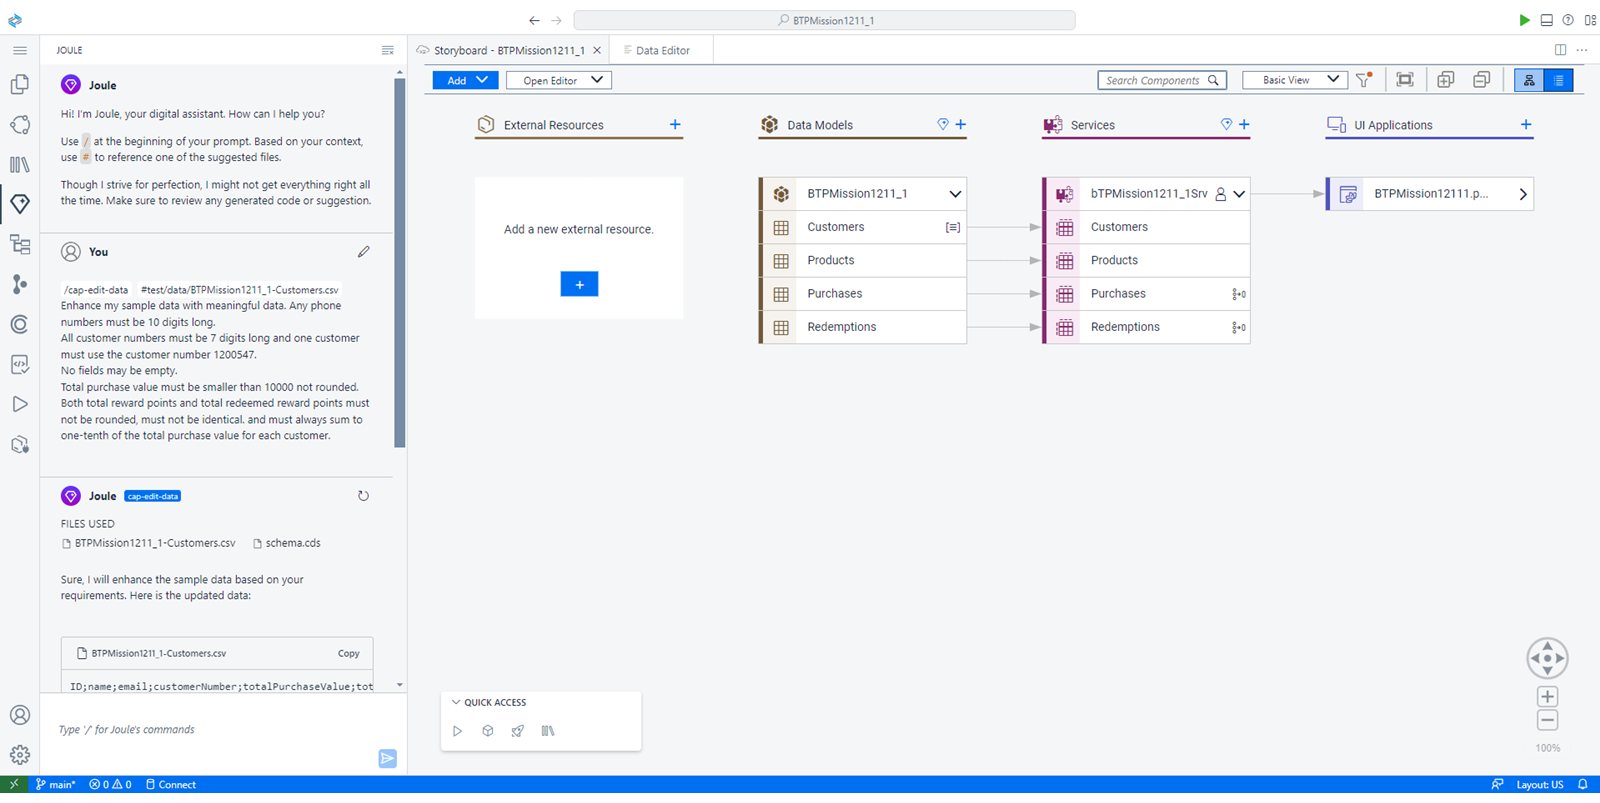 BTPMission1211_1
JOULE
Storyboard - BTPMission1211_1
Data Editor
Joule
Hi! I'm Joule, your digital assistant. How can I help you?
Use / at the beginning of your prompt. Based on your context,
use # to reference one of the suggested files.
Though I strive for perfection, I might not get everything right all
the time. Make sure to review any generated code or suggestion.
You
/cap-edit-data #test/data/BTPMission1211_1-Customers.csv
Enhance my sample data with meaningful data. Any phone
numbers must be 10 digits long.
All customer numbers must be 7 digits long and one customer
must use the customer number 1200547.
No fields may be empty.
Total purchase value must be smaller than 10000 not rounded.
Both total reward points and total redeemed reward points must
not be rounded, must not be identical. and must always sum to
one-tenth of the total purchase value for each customer.
Joule cap-edit-data
FILES USED
BTPMission1211_1-Customers.csv schema.cds
Sure, I will enhance the sample data based on your
requirements. Here is the updated data:
BTPMission1211_1-Customers.csv Copy
ID;name;email;customerNumber;totalPurchaseValue;tot
Type '/' for Joule's commands
Add
Open Editor
Search Components
Basic View
External Resources
Add a new external resource.
+
Data Models
BTPMission1211_1
Customers
Products
Purchases
Redemptions
Services
bTPMission1211_1Srv
Customers
Products
Purchases
Redemptions
UI Applications
BTPMission12111.p...
QUICK ACCESS
100%
main* 0 0 Connect
Layout: US